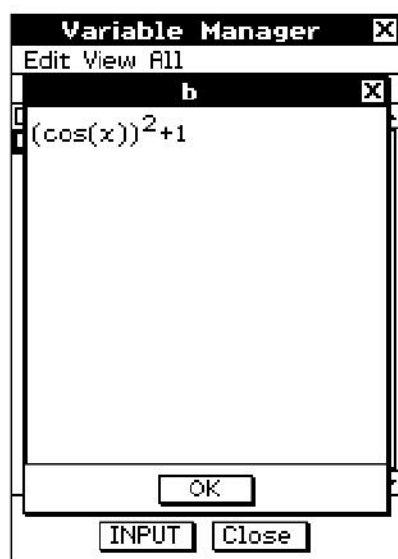 Variable Manager X
Edit View All
b X
(cos(x))²+1
OK
INPUT Close